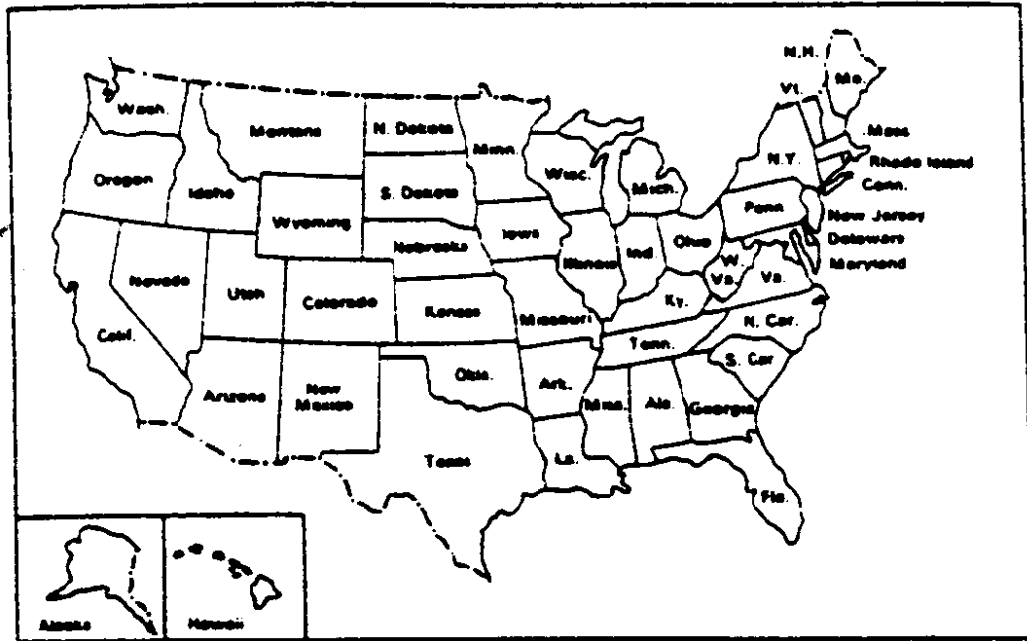 N.H.
Vt.
Me.
Wash.
Montana
N. Dakota
Minn.
Mass
Oregon
Idaho
S. Dakota
Wisc.
Mich.
N.Y.
Rhode Island
Conn.
Wyoming
Penn
New Jersey
Nebraska
Iowa
Ohio
Delaware
Nevada
Utah
Colorado
Illinois
Ind.
W. Va.
Va.
Maryland
Calif.
Kansas
Missouri
Ky.
N. Car.
Tenn.
S. Car
Arizona
New Mexico
Okla.
Ark.
Miss.
Ala.
Georgia
Texas
La.
Fla.
Alaska
Hawaii